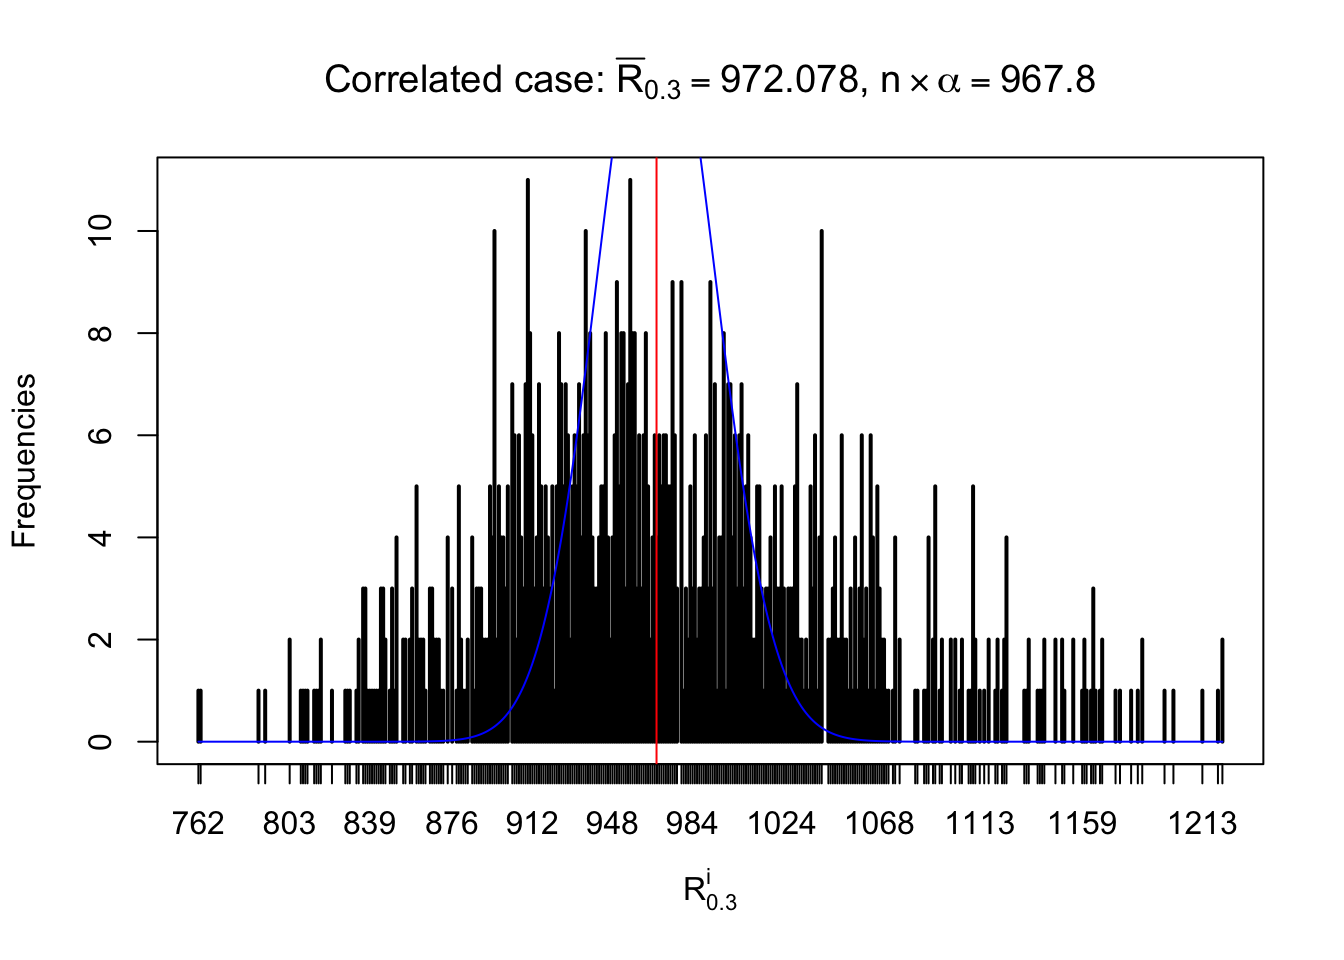 Correlated case: R̅0.3 = 972.078, n × α = 967.8
Frequencies
10
8
6
4
2
0
762 803 839 876 912 948 984 1024 1068 1113 1159 1213
R^i_0.3